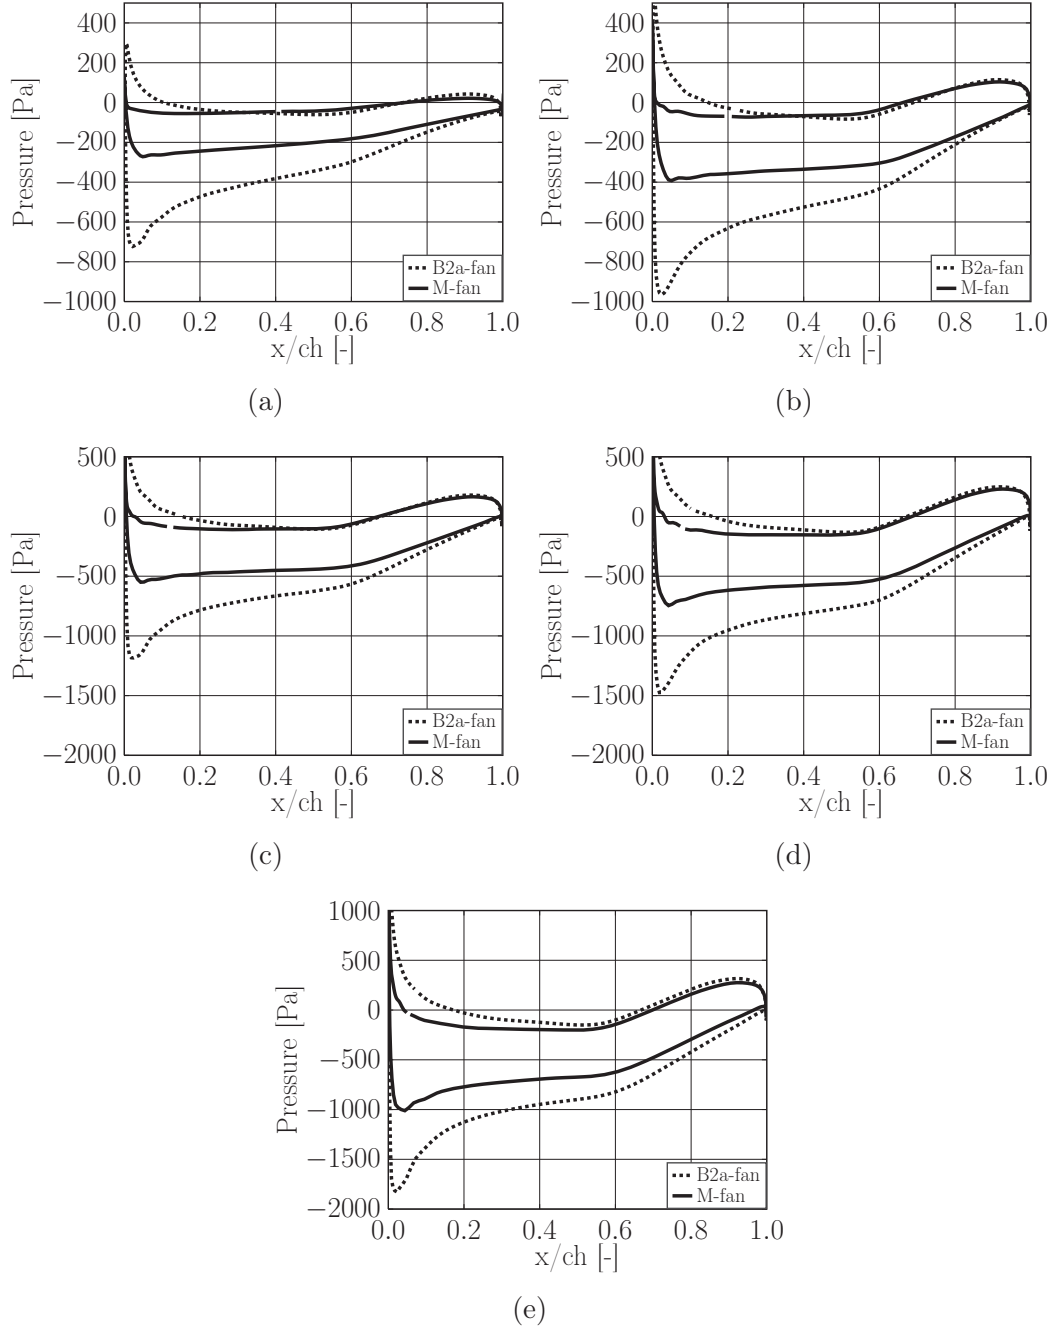 400
200
0
−200
−400
−600
−800
−1000
Pressure [Pa]
B2a-fan
M-fan
0.0 0.2 0.4 0.6 0.8 1.0
x/ch [-]
(a)
400
200
0
−200
−400
−600
−800
−1000
Pressure [Pa]
B2a-fan
M-fan
0.0 0.2 0.4 0.6 0.8 1.0
x/ch [-]
(b)
500
0
−500
−1000
−1500
−2000
Pressure [Pa]
B2a-fan
M-fan
0.0 0.2 0.4 0.6 0.8 1.0
x/ch [-]
(c)
500
0
−500
−1000
−1500
−2000
Pressure [Pa]
B2a-fan
M-fan
0.0 0.2 0.4 0.6 0.8 1.0
x/ch [-]
(d)
1000
500
0
−500
−1000
−1500
−2000
Pressure [Pa]
B2a-fan
M-fan
0.0 0.2 0.4 0.6 0.8 1.0
x/ch [-]
(e)